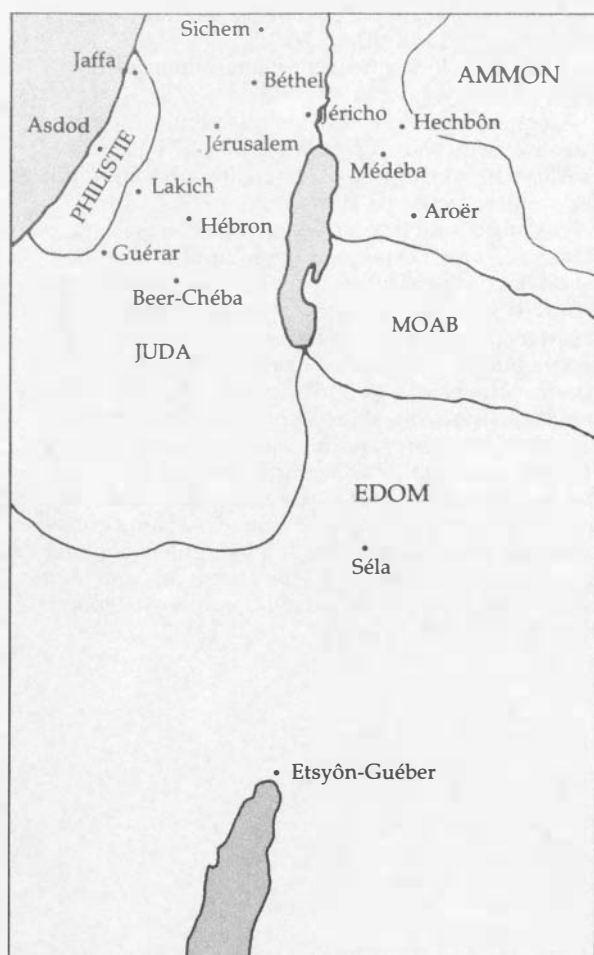 Sichem
Jaffa
Béthel
AMMON
Jéricho
Hechbôn
Asdod
Jérusalem
Médeba
PHILISTIE
Lakich
Hébron
Aroër
Guérar
Beer-Chéba
MOAB
JUDA
EDOM
Séla
Etsyôn-Guéber